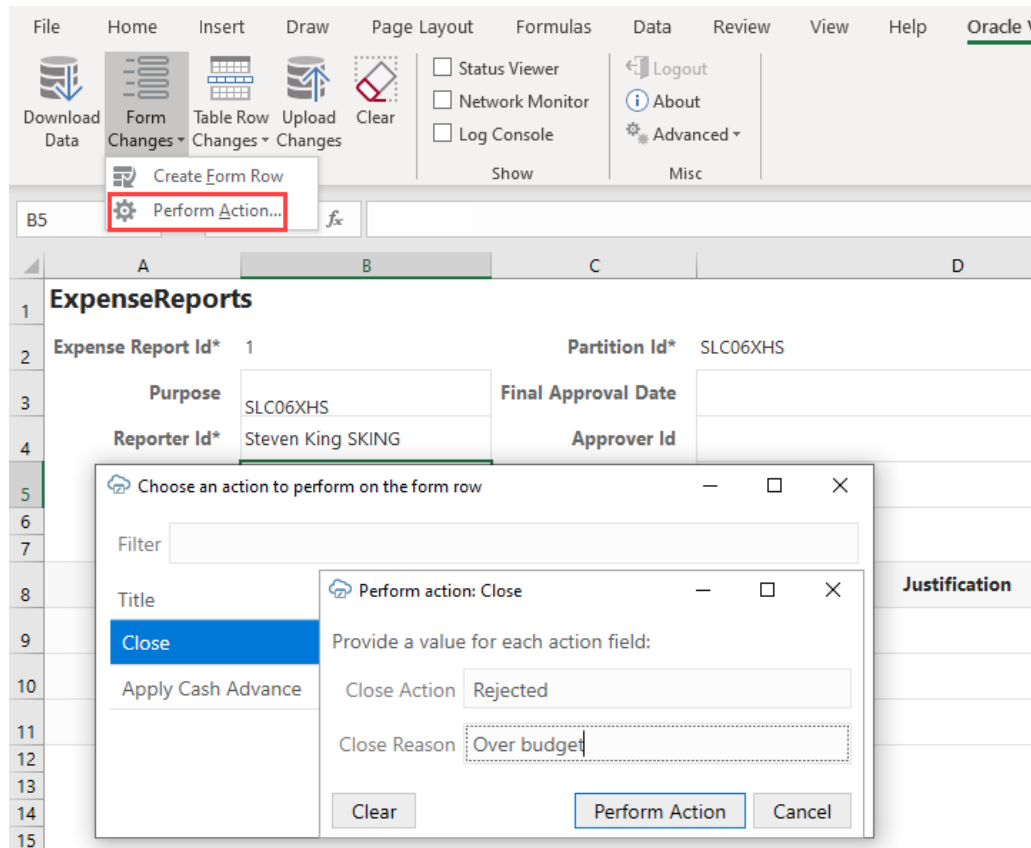 File Home Insert Draw Page Layout Formulas Data Review View Help Oracle
Download Data
Form Changes
Table Row Changes
Upload Changes
Clear
Status Viewer
Network Monitor
Log Console
Show
Logout
About
Advanced
Misc
Create Form Row
Perform Action...
B5 fx
A B C D
1 ExpenseReports
2 Expense Report Id* 1 Partition Id* SLC06XHS
3 Purpose SLC06XHS Final Approval Date
4 Reporter Id* Steven King SKING Approver Id
5
6
7
8 Justification
9
10
11
12
13
14
15
Choose an action to perform on the form row
Filter
Title
Close
Apply Cash Advance
Perform action: Close
Provide a value for each action field:
Close Action Rejected
Close Reason Over budget
Clear Perform Action Cancel